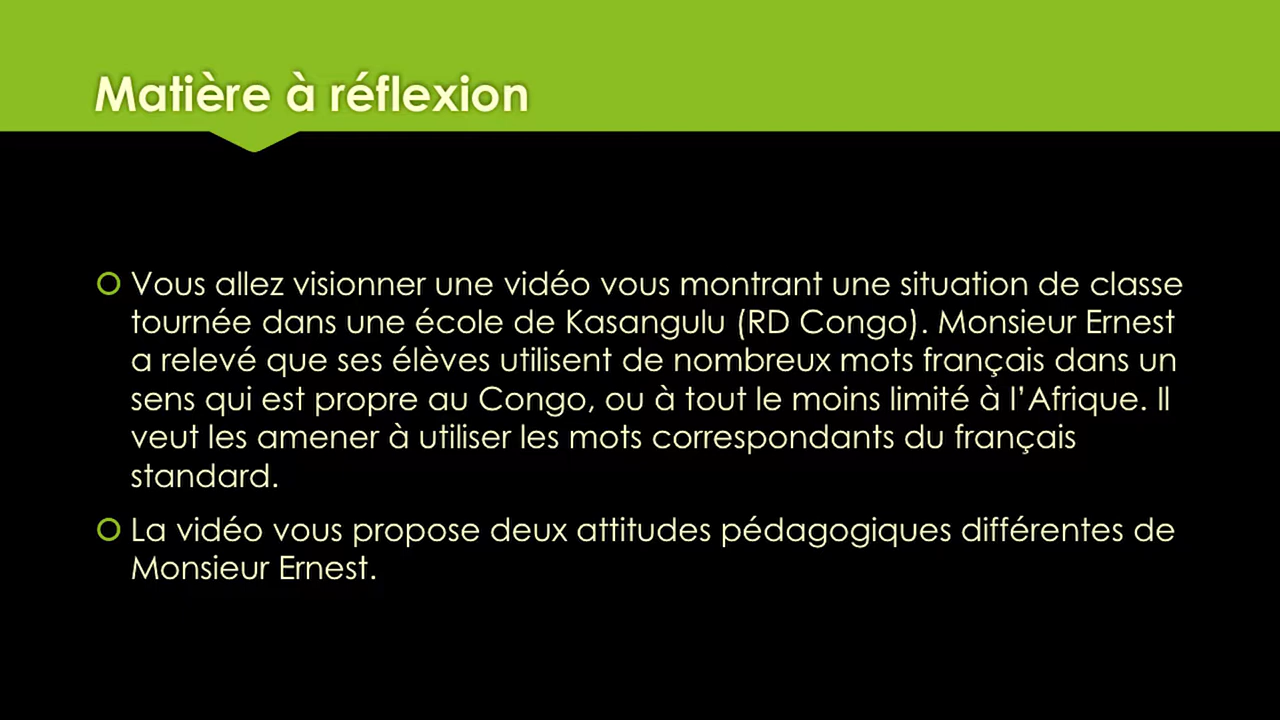 Matière à réflexion
Vous allez visionner une vidéo vous montrant une situation de classe
tournée dans une école de Kasangulu (RD Congo). Monsieur Ernest
a relevé que ses élèves utilisent de nombreux mots français dans un
sens qui est propre au Congo, ou à tout le moins limité à l’Afrique. Il
veut les amener à utiliser les mots correspondants du français
standard.
La vidéo vous propose deux attitudes pédagogiques différentes de
Monsieur Ernest.